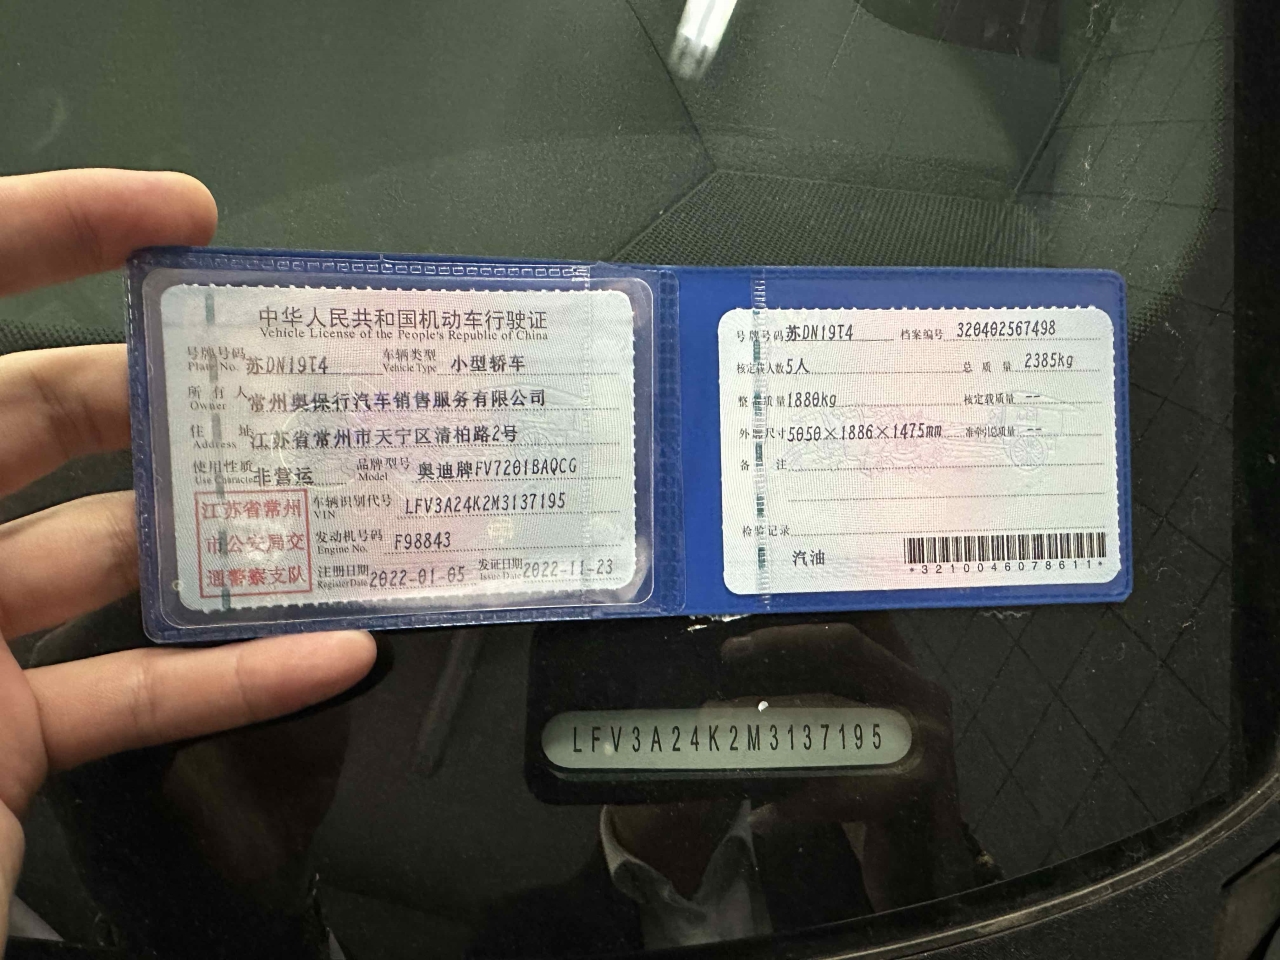 中华人民共和国机动车行驶证
Vehicle License of the People's Republic of China
号牌号码 苏DN19T4 车辆类型 小型轿车
Plate No. Vehicle Type
所有人 常州奥保行汽车销售服务有限公司
Owner
住址 江苏省常州市天宁区清柏路2号
Address
使用性质 非营运 品牌型号 奥迪牌FV7201BAQCG
Use Character Model
车辆识别代号 LFV3A24K2M3137195
VIN
发动机号码 F98843
Engine No.
注册日期 2022-01-05 发证日期 2022-11-23
Register Date Issue Date
江苏省常州
市公安局交
通警察支队
号牌号码 苏DN19T4 档案编号 320402567498
核定载人数 5人 总质量 2385kg
整备质量 1880kg 核定载质量 --
外廓尺寸 5050×1886×1475mm 准牵引总质量 --
备注
检验记录
汽油
*3210046078611*
LFV3A24K2M3137195